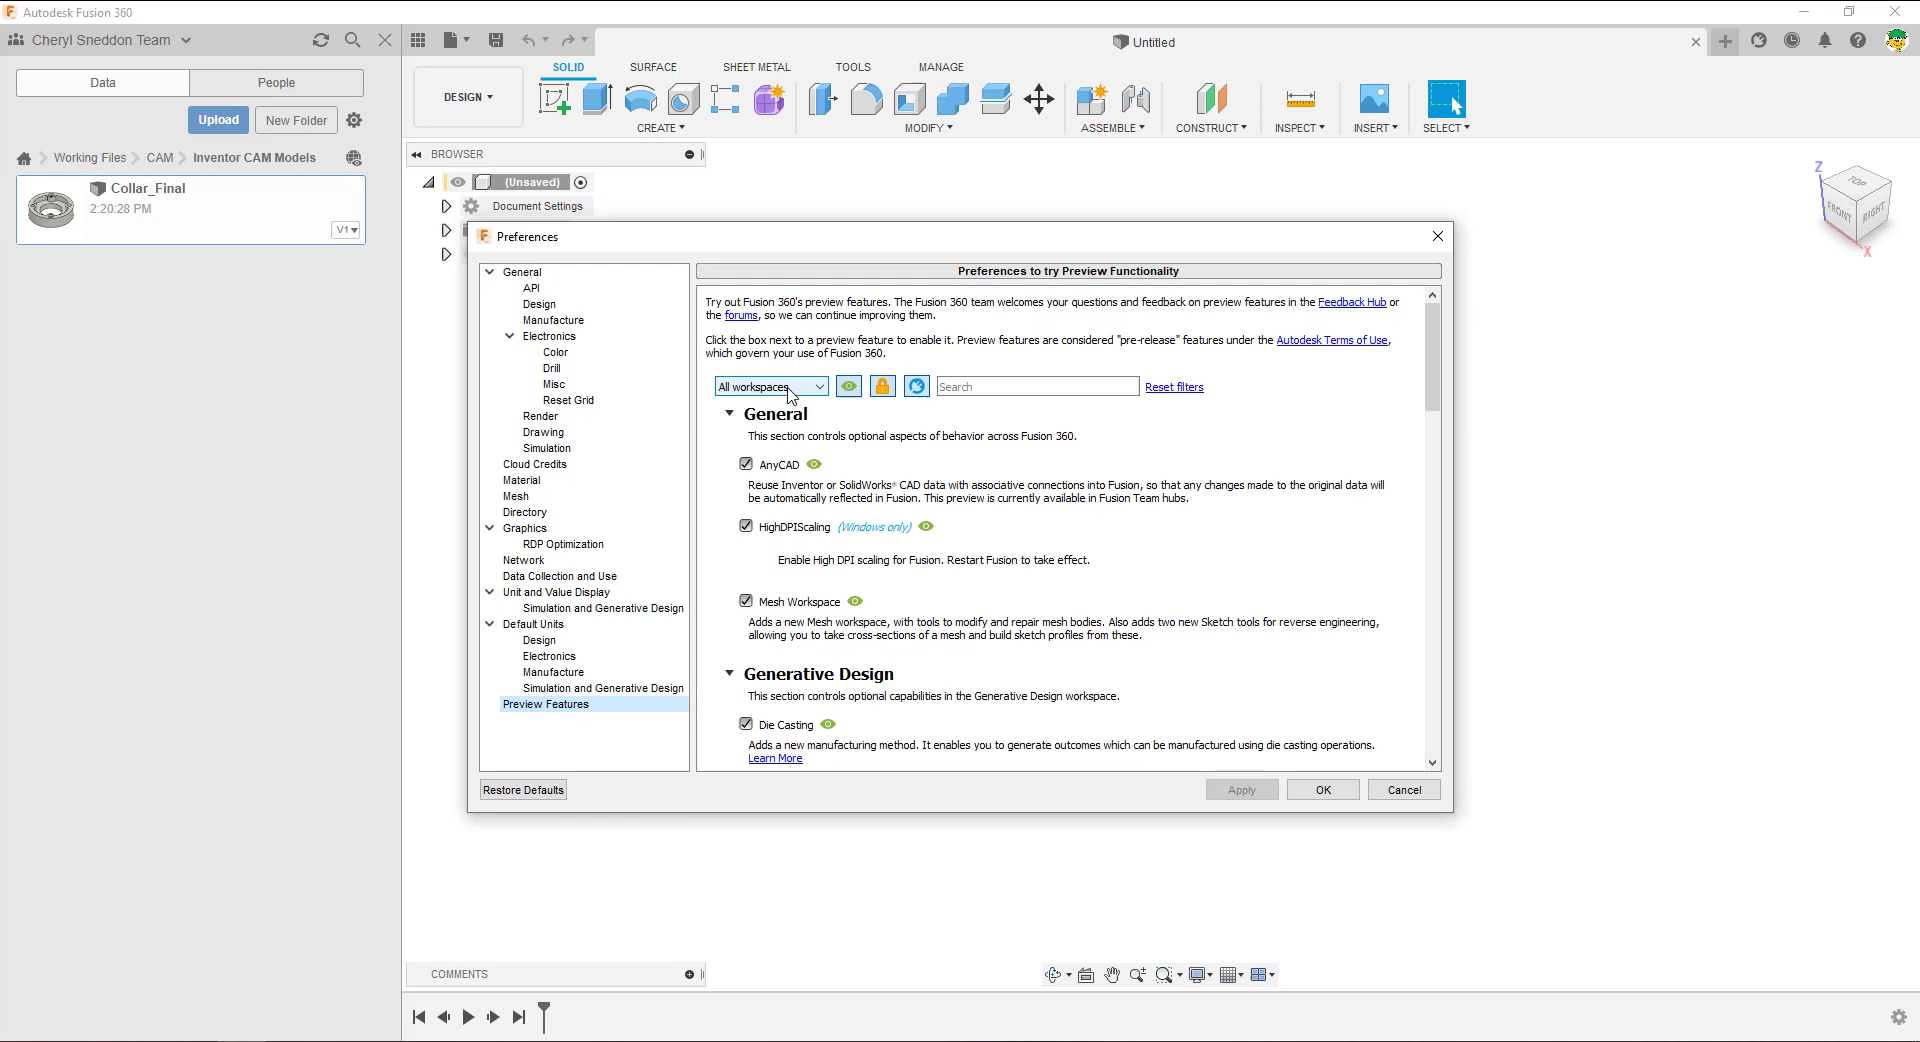 Autodesk Fusion 360
Cheryl Sneddon Team
Untitled
Data
People
Upload
New Folder
Working Files
CAM
Inventor CAM Models
Collar_Final
2:20:28 PM
V1
DESIGN
SOLID
SURFACE
SHEET METAL
TOOLS
MANAGE
CREATE
MODIFY
ASSEMBLE
CONSTRUCT
INSPECT
INSERT
SELECT
BROWSER
(Unsaved)
Document Settings
Z
TOP
FRONT
RIGHT
X
Preferences
General
API
Design
Manufacture
Electronics
Color
Drill
Misc
Reset Grid
Render
Drawing
Simulation
Cloud Credits
Material
Mesh
Directory
Graphics
RDP Optimization
Network
Data Collection and Use
Unit and Value Display
Simulation and Generative Design
Default Units
Design
Electronics
Manufacture
Simulation and Generative Design
Preview Features
Preferences to try Preview Functionality
Try out Fusion 360's preview features. The Fusion 360 team welcomes your questions and feedback on preview features in the Feedback Hub or
the forums, so we can continue improving them.
Click the box next to a preview feature to enable it. Preview features are considered "pre-release" features under the Autodesk Terms of Use,
which govern your use of Fusion 360.
All workspaces
Search
Reset filters
General
This section controls optional aspects of behavior across Fusion 360.
AnyCAD
Reuse Inventor or SolidWorks® CAD data with associative connections into Fusion, so that any changes made to the original data will
be automatically reflected in Fusion. This preview is currently available in Fusion Team hubs.
HighDPIScaling (Windows only)
Enable High DPI scaling for Fusion. Restart Fusion to take effect.
Mesh Workspace
Adds a new Mesh workspace, with tools to modify and repair mesh bodies. Also adds two new Sketch tools for reverse engineering,
allowing you to take cross-sections of a mesh and build sketch profiles from these.
Generative Design
This section controls optional capabilities in the Generative Design workspace.
Die Casting
Adds a new manufacturing method. It enables you to generate outcomes which can be manufactured using die casting operations.
Learn More
Restore Defaults
Apply
OK
Cancel
COMMENTS